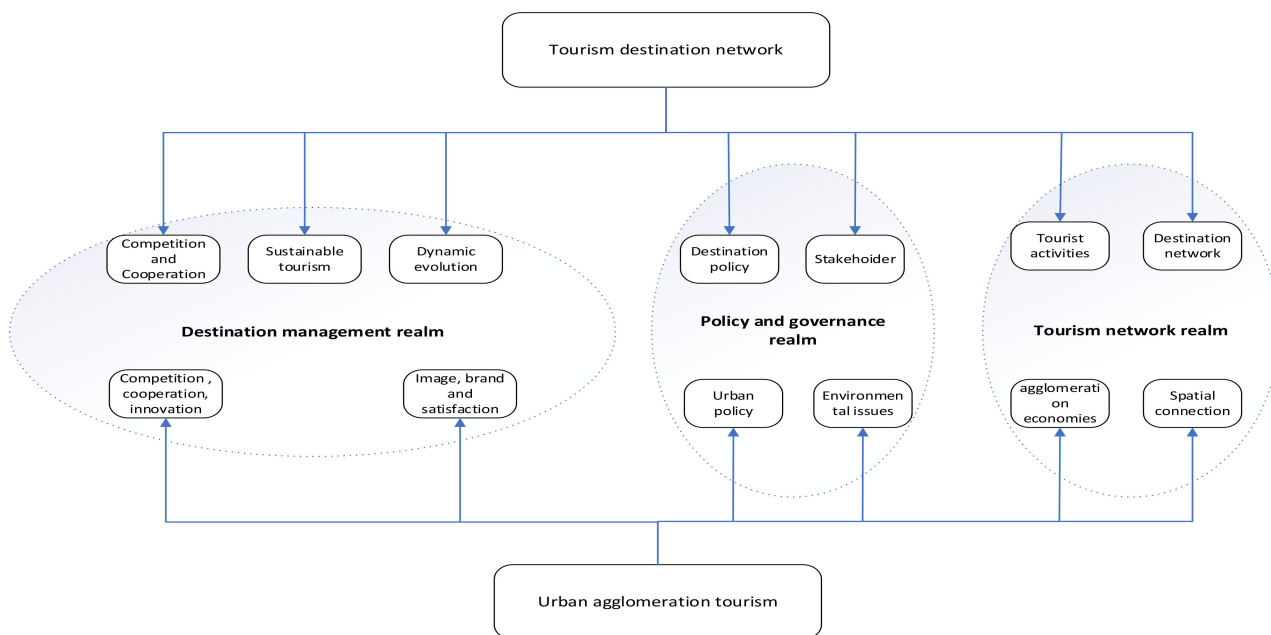 Tourism destination network
Competition
and
Cooperation
Sustainable
tourism
Dynamic
evolution
Destination
policy
Stakehoider
Tourist
activities
Destination
network
Destination management realm
Policy and governance
realm
Tourism network realm
Competition ,
cooperation,
innovation
Image, brand
and
satisfaction
Urban
policy
Environmen
tal issues
agglomerati
on
economies
Spatial
connection
Urban agglomeration tourism